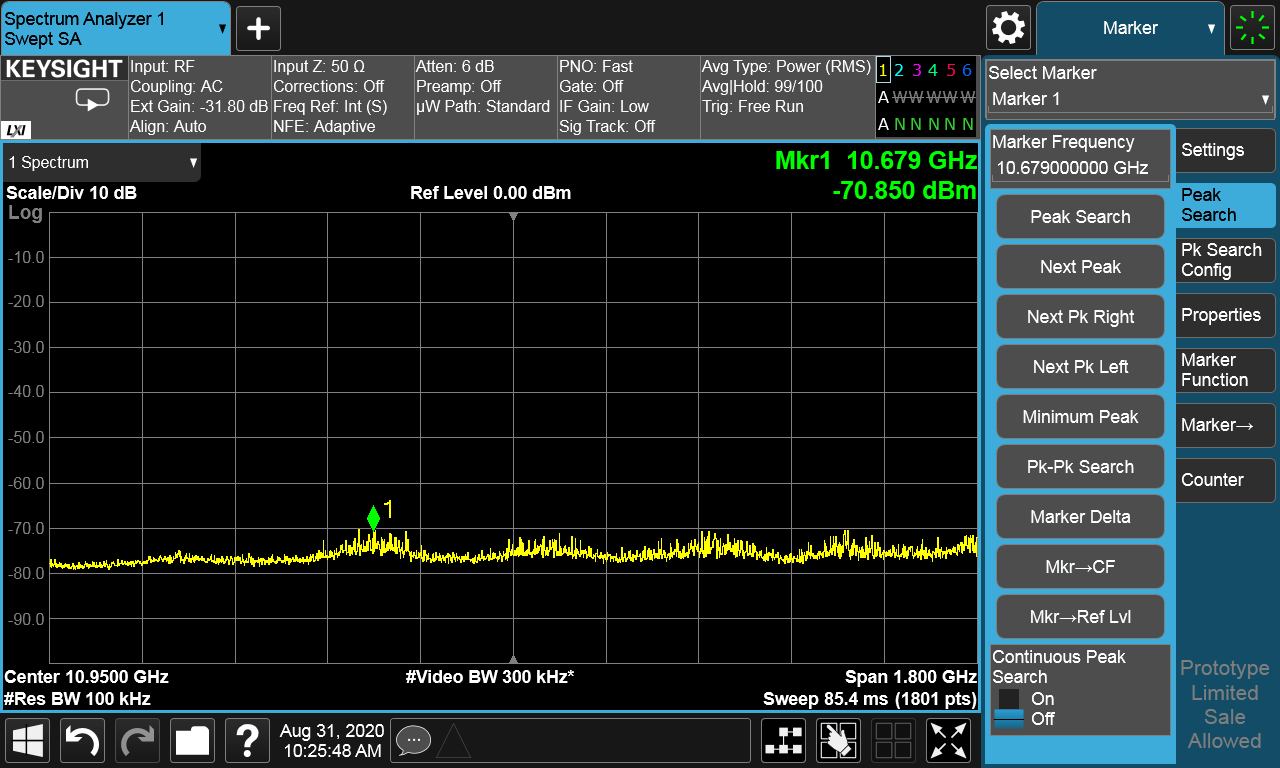 Spectrum Analyzer 1
Swept SA
Marker
KEYSIGHT
LXI
Input: RF
Coupling: AC
Ext Gain: -31.80 dB
Align: Auto
Input Z: 50 Ω
Corrections: Off
Freq Ref: Int (S)
NFE: Adaptive
Atten: 6 dB
Preamp: Off
µW Path: Standard
PNO: Fast
Gate: Off
IF Gain: Low
Sig Track: Off
Avg Type: Power (RMS)
Avg|Hold: 99/100
Trig: Free Run
1 2 3 4 5 6
A W W W W W
A N N N N N
Select Marker
Marker 1
1 Spectrum
Mkr1 10.679 GHz
-70.850 dBm
Scale/Div 10 dB
Ref Level 0.00 dBm
Log
-10.0
-20.0
-30.0
-40.0
-50.0
-60.0
-70.0
-80.0
-90.0
1
Center 10.9500 GHz
#Video BW 300 kHz*
Span 1.800 GHz
#Res BW 100 kHz
Sweep 85.4 ms (1801 pts)
Marker Frequency
10.679000000 GHz
Peak Search
Next Peak
Next Pk Right
Next Pk Left
Minimum Peak
Pk-Pk Search
Marker Delta
Mkr→CF
Mkr→Ref Lvl
Continuous Peak
Search
On
Off
Settings
Peak
Search
Pk Search
Config
Properties
Marker
Function
Marker→
Counter
Prototype
Limited
Sale
Allowed
?
Aug 31, 2020
10:25:48 AM